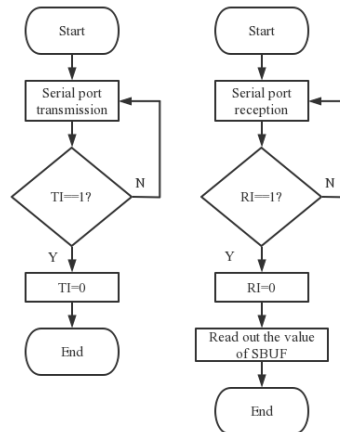 Start
Serial port
transmission
TI==1?
N
Y
TI=0
End
Start
Serial port
reception
RI==1?
N
Y
RI=0
Read out the value
of SBUF
End